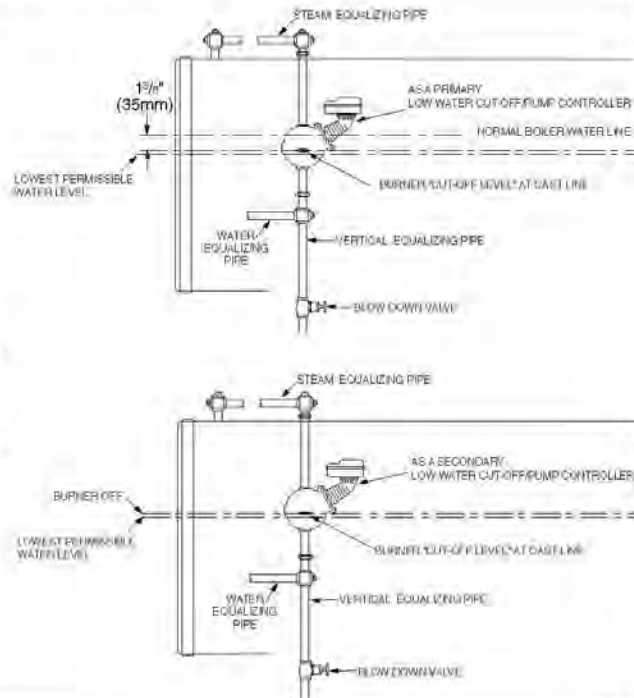 STEAM EQUALIZING PIPE
1 3/8"
(35mm)
AS A PRIMARY
LOW WATER CUT-OFF/PUMP CONTROLLER
NORMAL BOILER WATER LINE
LOWEST PERMISSIBLE
WATER LEVEL
BURNER "CUT-OFF LEVEL" AT CAST LINE
WATER
EQUALIZING
PIPE
VERTICAL EQUALIZING PIPE
BLOW DOWN VALVE
STEAM EQUALIZING PIPE
AS A SECONDARY
LOW WATER CUT-OFF/PUMP CONTROLLER
BURNER OFF
LOWEST PERMISSIBLE
WATER LEVEL
BURNER "CUT-OFF LEVEL" AT CAST LINE
WATER
EQUALIZING
PIPE
VERTICAL EQUALIZING PIPE
BLOW DOWN VALVE